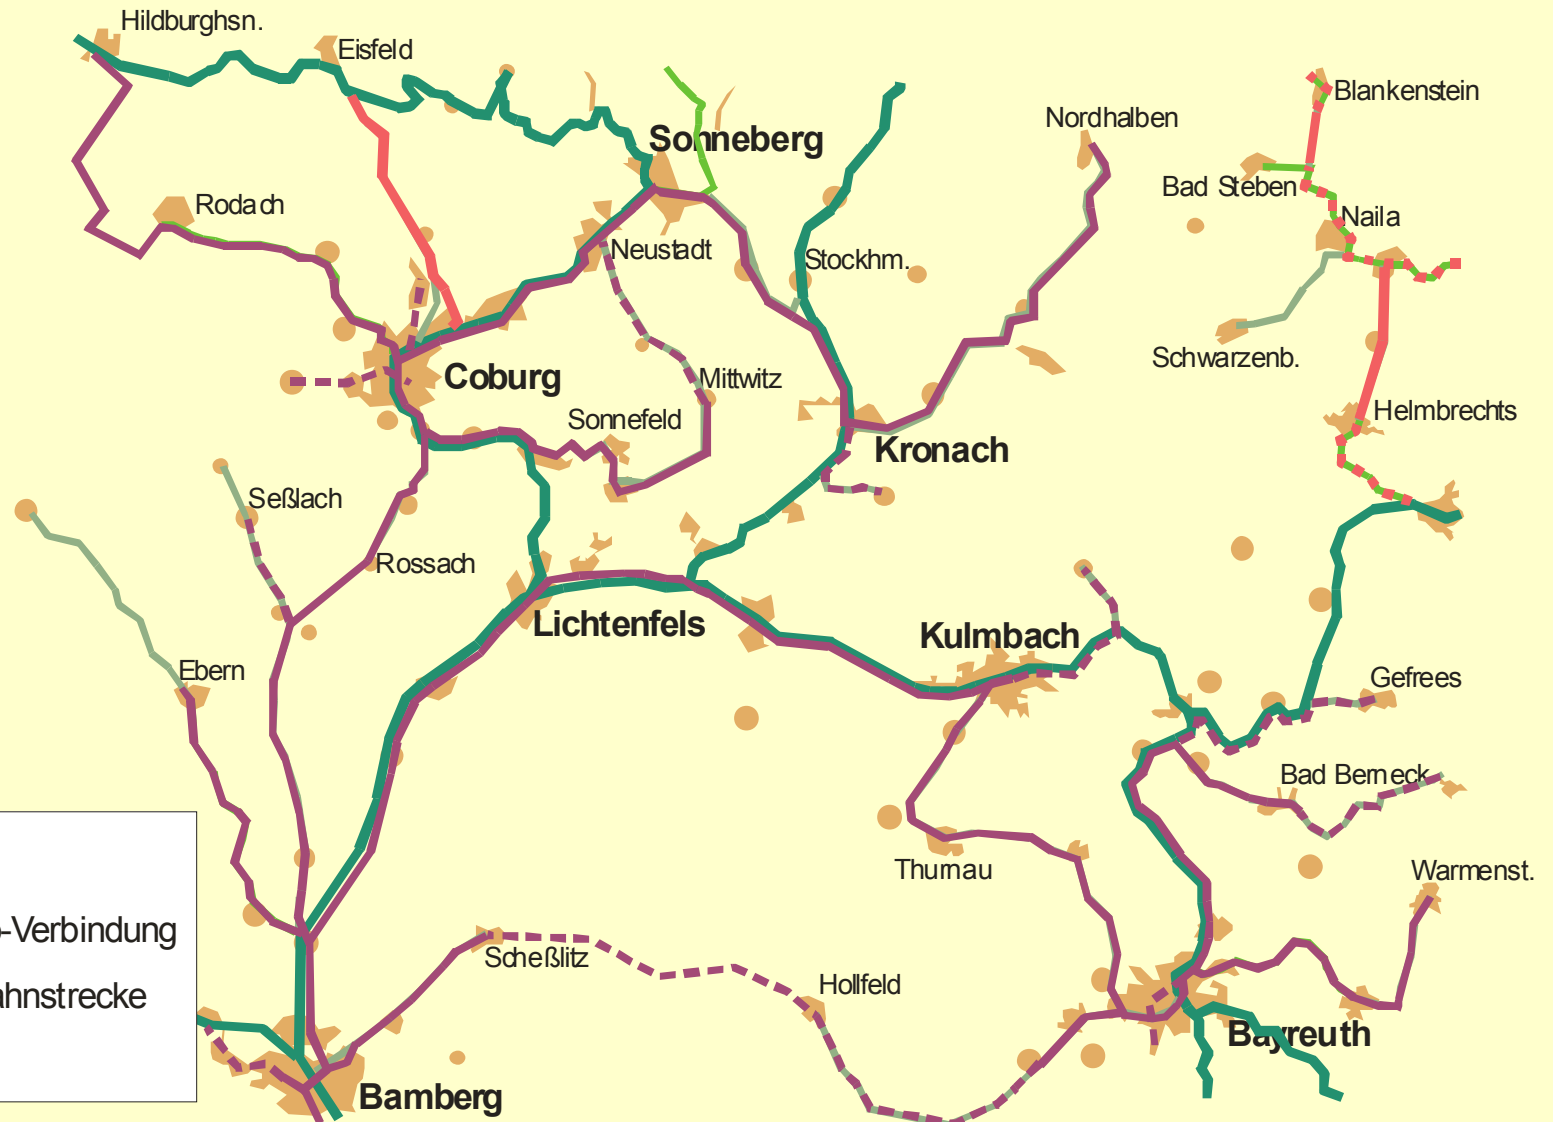 Hildburghsn.
Eisfeld
Blankenstein
Nordhalben
Sonneberg
Bad Steben
Rodach
Naila
Neustadt
Stockhm.
Schwarzenb.
Coburg
Mittwitz
Sonnefeld
Helmbrechts
Kronach
Seßlach
Rossach
Lichtenfels
Kulmbach
Ebern
Gefrees
Bad Berneck
Thurnau
Warmenst.
-Verbindung
Scheßlitz
Hollfeld
ahnstrecke
Bayreuth
Bamberg